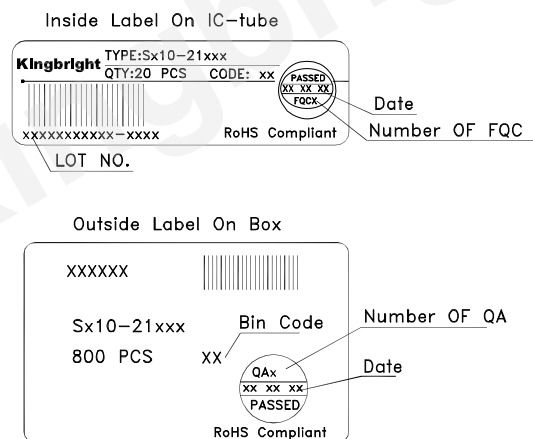 Inside Label On IC-tube
Kingbright
TYPE:Sx10-21xxx
QTY:20 PCS CODE: xx
PASSED
XX XX XX
FQCX
Date
Number OF FQC
xxxxxxxxxxx-xxxx
RoHS Compliant
LOT NO.
Outside Label On Box
XXXXXX
Sx10-21xxx
Bin Code
Number OF QA
800 PCS
XX
QAx
xx xx xx
PASSED
Date
RoHS Compliant